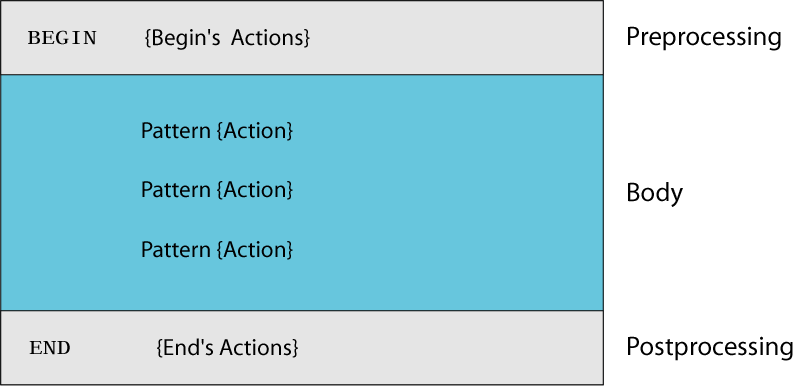 BEGIN {Begin's Actions} Preprocessing
Pattern {Action}
Pattern {Action} Body
Pattern {Action}
END {End's Actions} Postprocessing